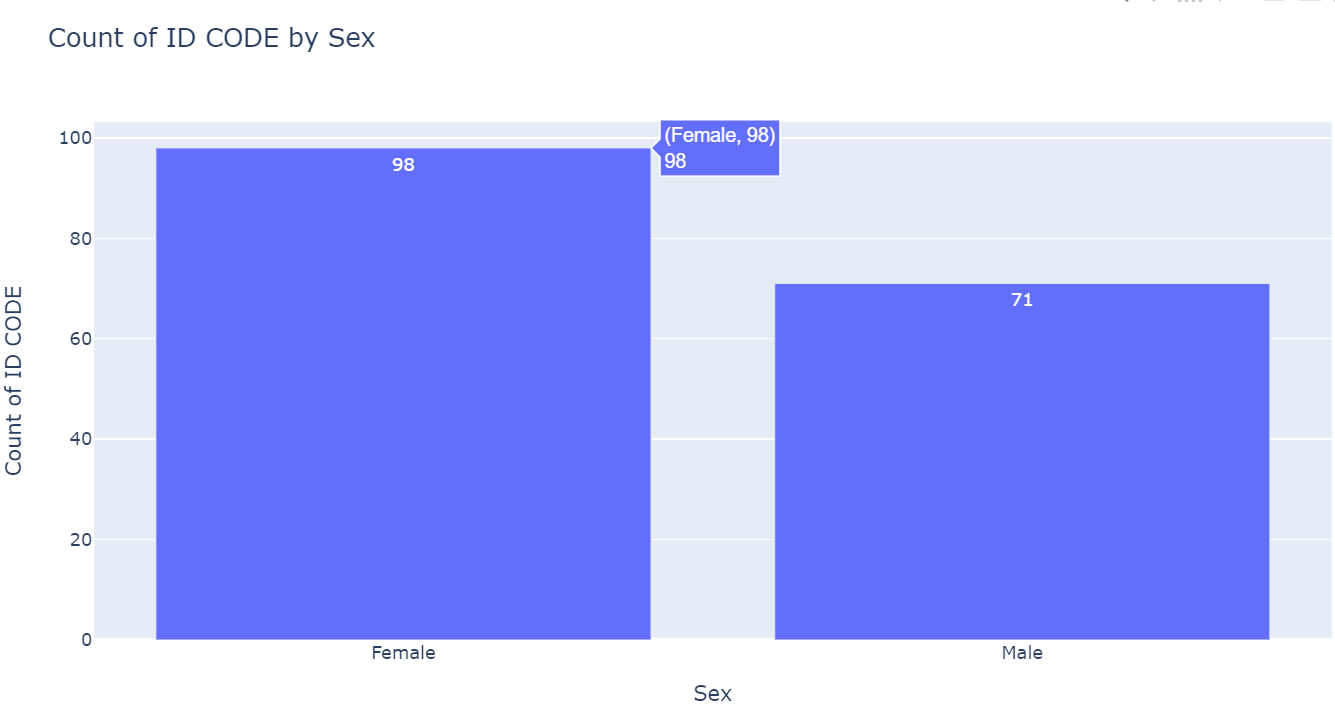 Count of ID CODE by Sex
100
80
60
40
20
0
Count of ID CODE
98
(Female, 98)
98
71
Female
Male
Sex